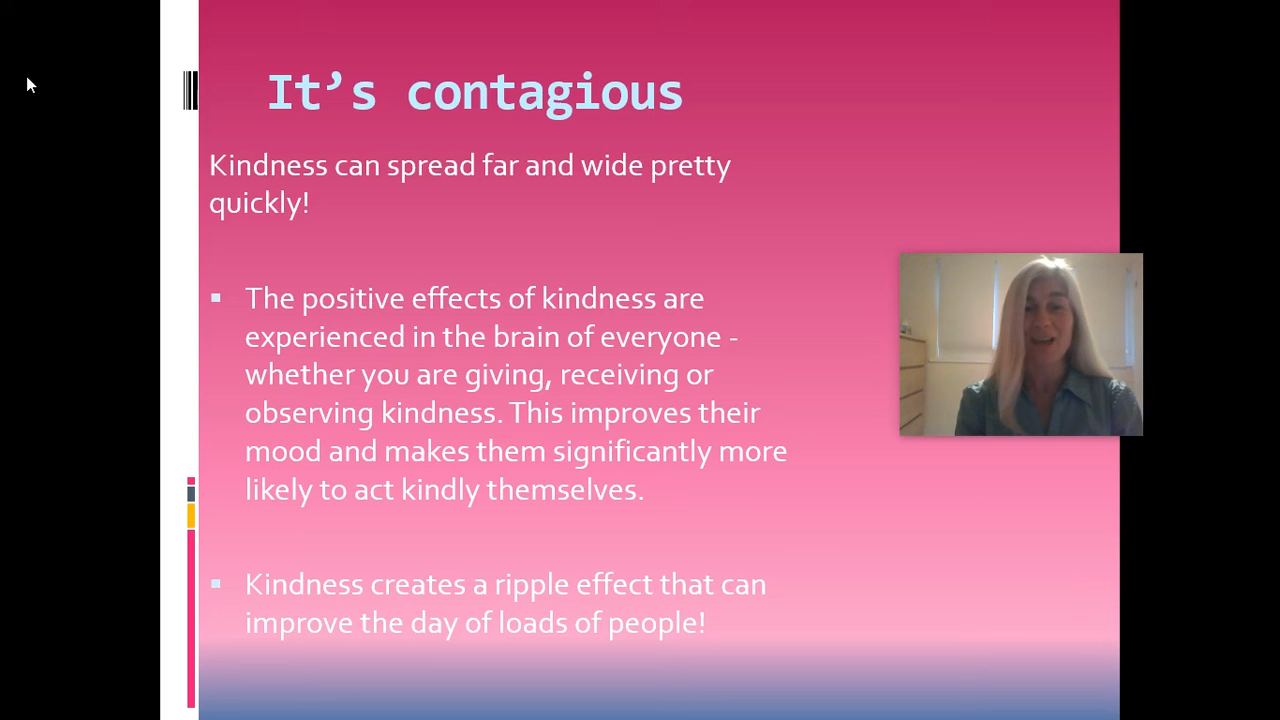 It’s contagious
Kindness can spread far and wide pretty
quickly!
The positive effects of kindness are
experienced in the brain of everyone -
whether you are giving, receiving or
observing kindness. This improves their
mood and makes them significantly more
likely to act kindly themselves.
Kindness creates a ripple effect that can
improve the day of loads of people!